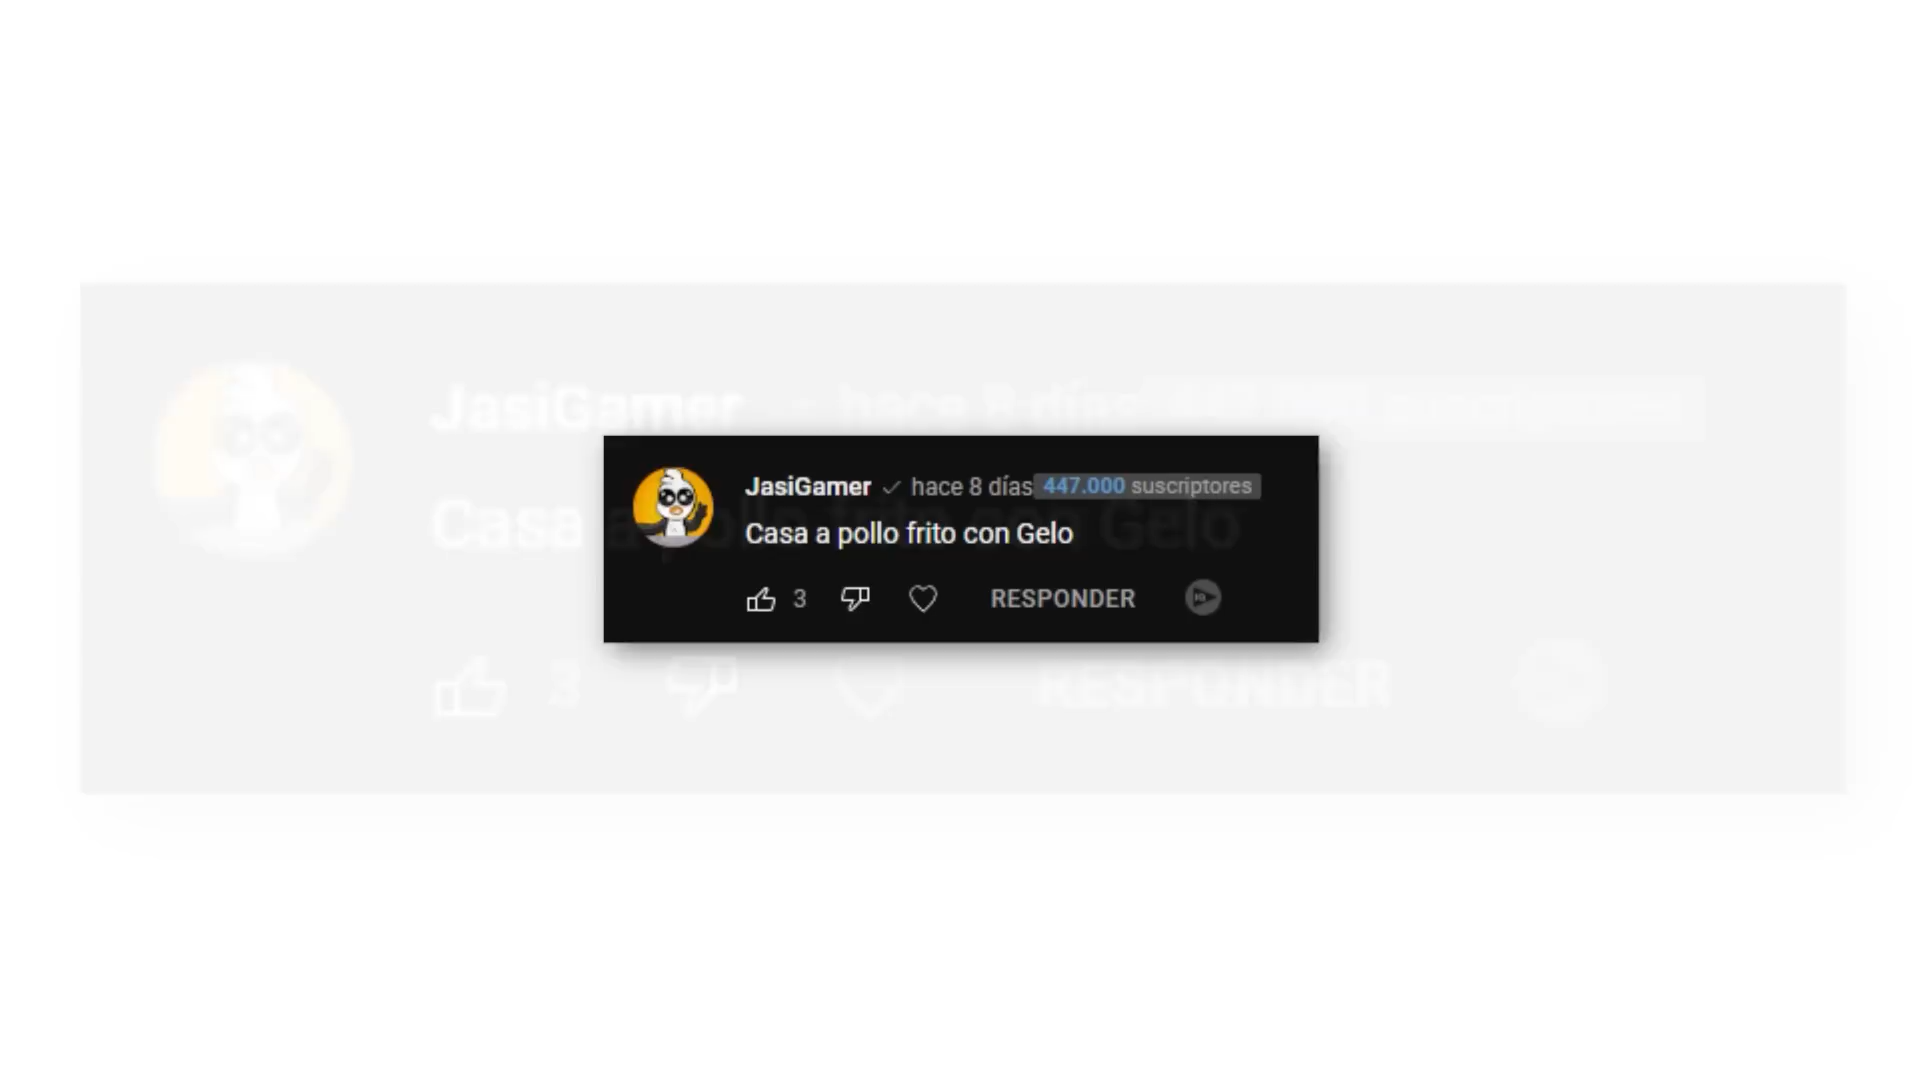 JasiGamer hace 8 días 447.000 suscriptores
Casa a pollo frito con Gelo
3 RESPONDER